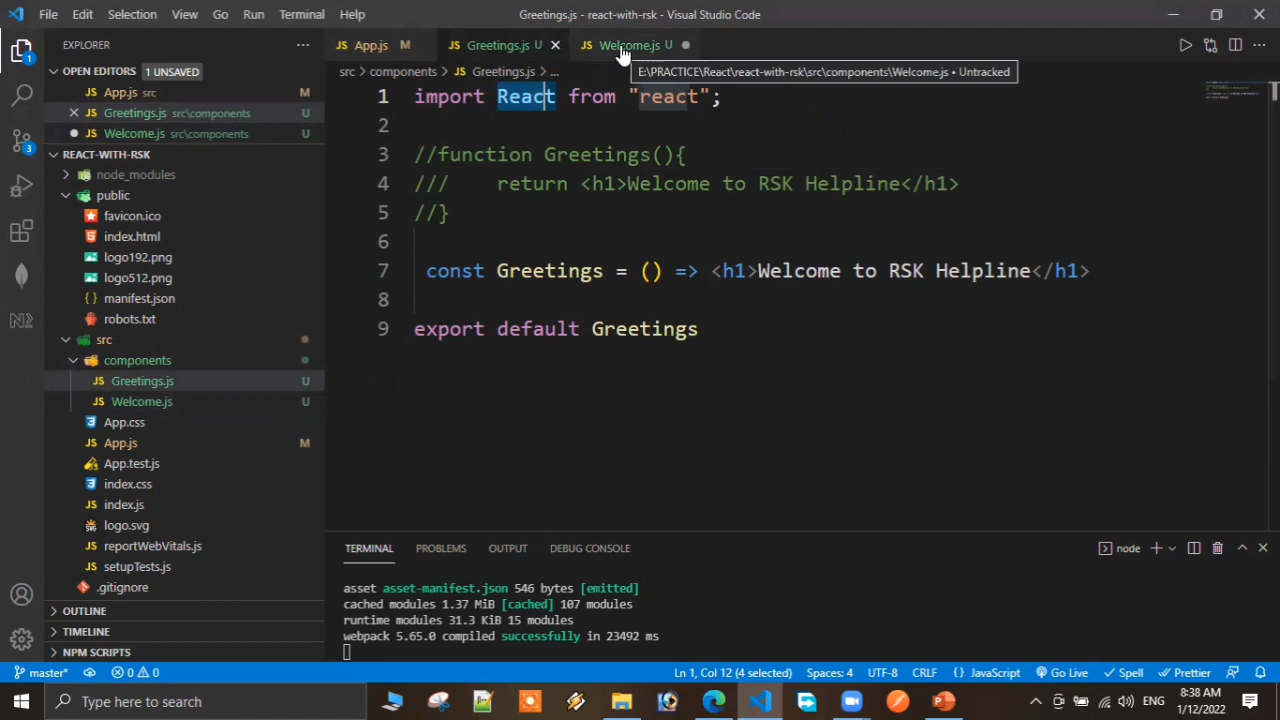 File Edit Selection View Go Run Terminal Help
Greetings.js - react-with-rsk - Visual Studio Code
EXPLORER
OPEN EDITORS 1 UNSAVED
App.js src M
Greetings.js src\components U
Welcome.js src\components U
REACT-WITH-RSK
node_modules
public
favicon.ico
index.html
logo192.png
logo512.png
manifest.json
robots.txt
src
components
JS Greetings.js U
JS Welcome.js U
App.css
JS App.js M
App.test.js
index.css
JS index.js
logo.svg
JS reportWebVitals.js
setupTests.js
.gitignore
OUTLINE
TIMELINE
NPM SCRIPTS
JS App.js M
JS Greetings.js U
JS Welcome.js U
src > components > JS Greetings.js > ...
E:\PRACTICE\React\react-with-rsk\src\components\Welcome.js • Untracked
1 import React from "react";
2
3 //function Greetings(){
4 /// return <h1>Welcome to RSK Helpline</h1>
5 //}
6
7 const Greetings = () => <h1>Welcome to RSK Helpline</h1>
8
9 export default Greetings
TERMINAL PROBLEMS OUTPUT DEBUG CONSOLE
node
asset asset-manifest.json 546 bytes [emitted]
cached modules 1.37 MiB [cached] 107 modules
runtime modules 31.3 KiB 15 modules
webpack 5.65.0 compiled successfully in 23492 ms
master* 0 0
Ln 1, Col 12 (4 selected) Spaces: 4 UTF-8 CRLF {} JavaScript Go Live Spell Prettier
Type here to search
ENG
8:38 AM
1/12/2022